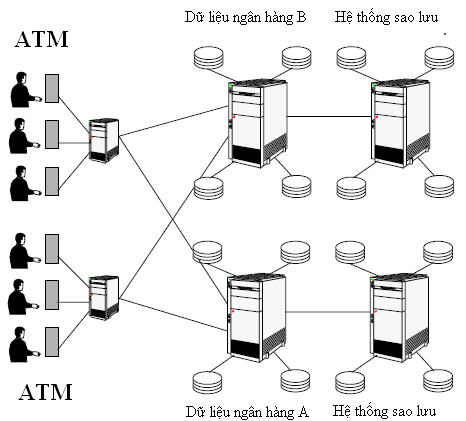 Dữ liệu ngân hàng B
Hệ thống sao lưu
ATM
ATM
Dữ liệu ngân hàng A
Hệ thống sao lưu